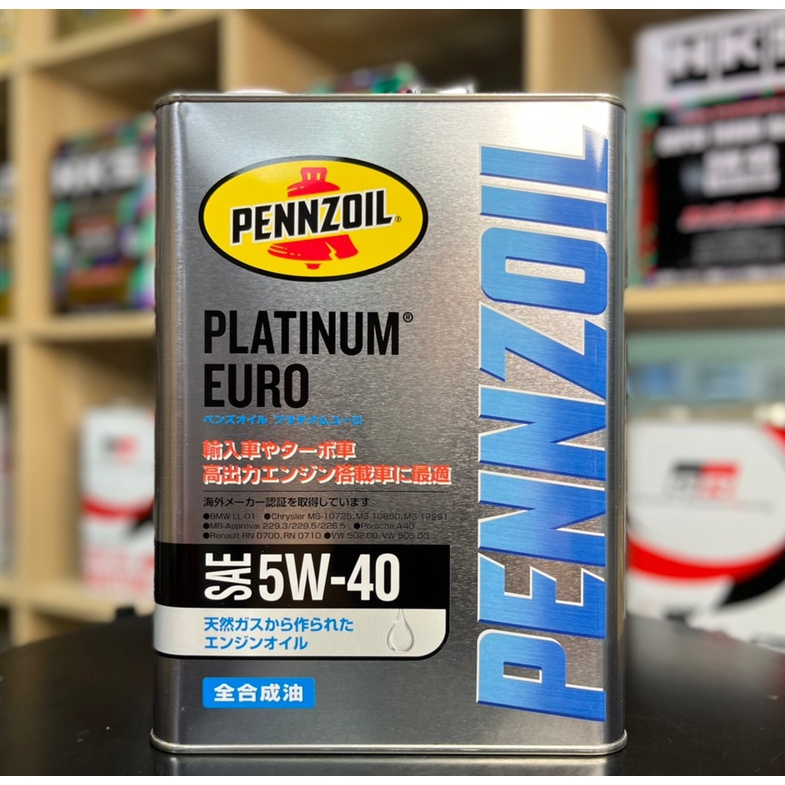 PENNZOIL
PLATINUM®
EURO
ペンズオイル プラチナム ユーロ
輸入車やターボ車
高出力エンジン搭載車に最適
海外メーカー認証を取得しています。
●BMW LL-01 ●Chrysler MS-10725, MS-10850, MS-12991
●MB-Approval 229.3/229.5/226.5 ●Porsche A40
●Renault RN 0700, RN 0710 ●VW 502 00, VW 505 00
SAE 5W-40
天然ガスから作られた
エンジンオイル
全合成油
PENNZOIL
HKS
HKS